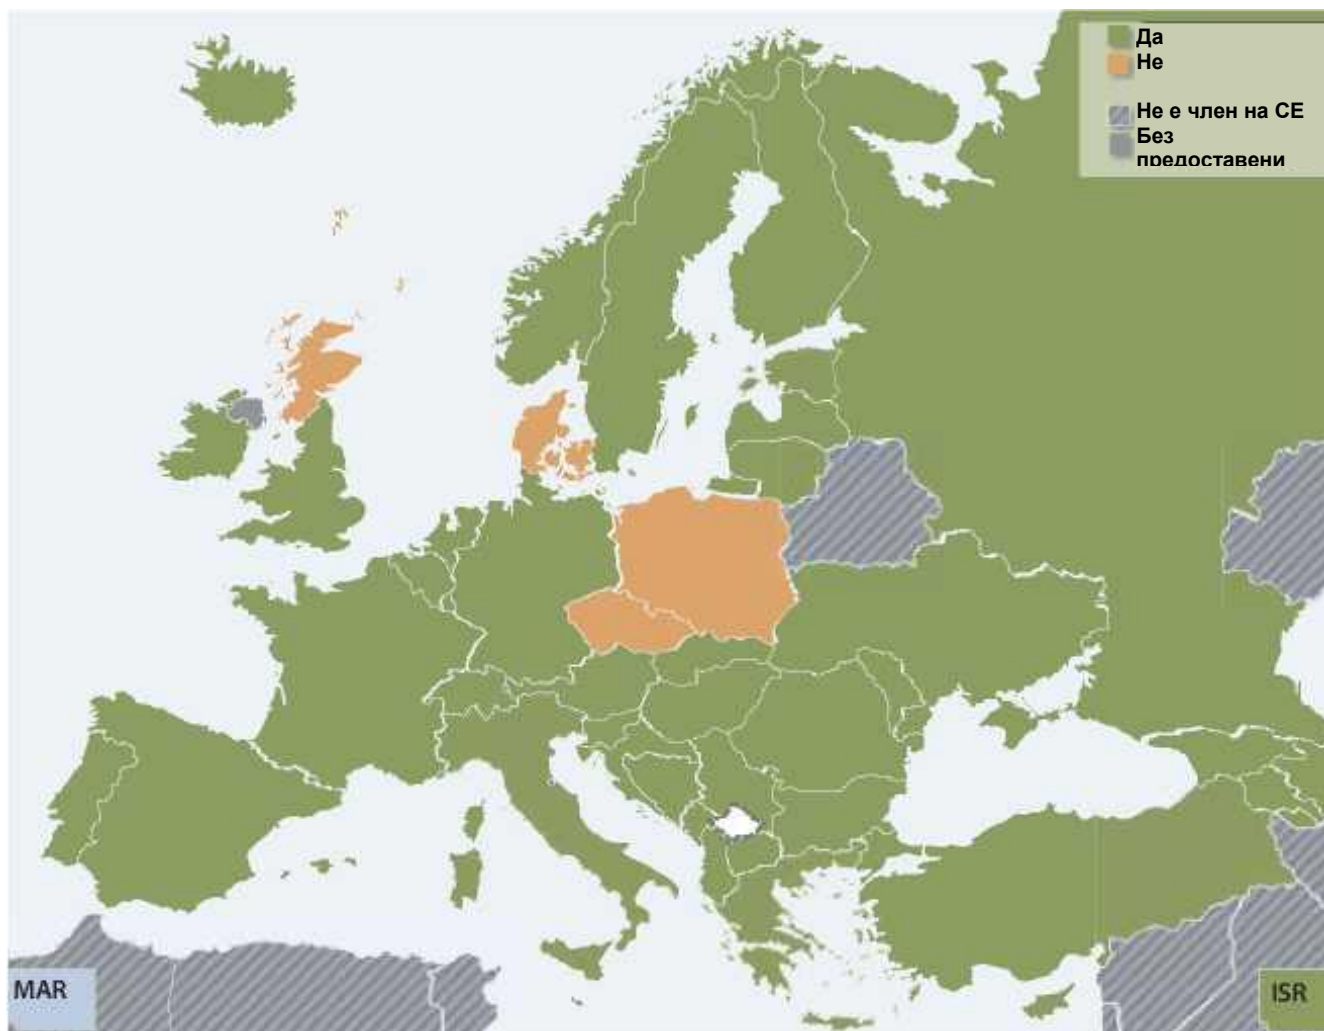 Да
Не
Не е член на СЕ
Без
предоставени
MAR
ISR